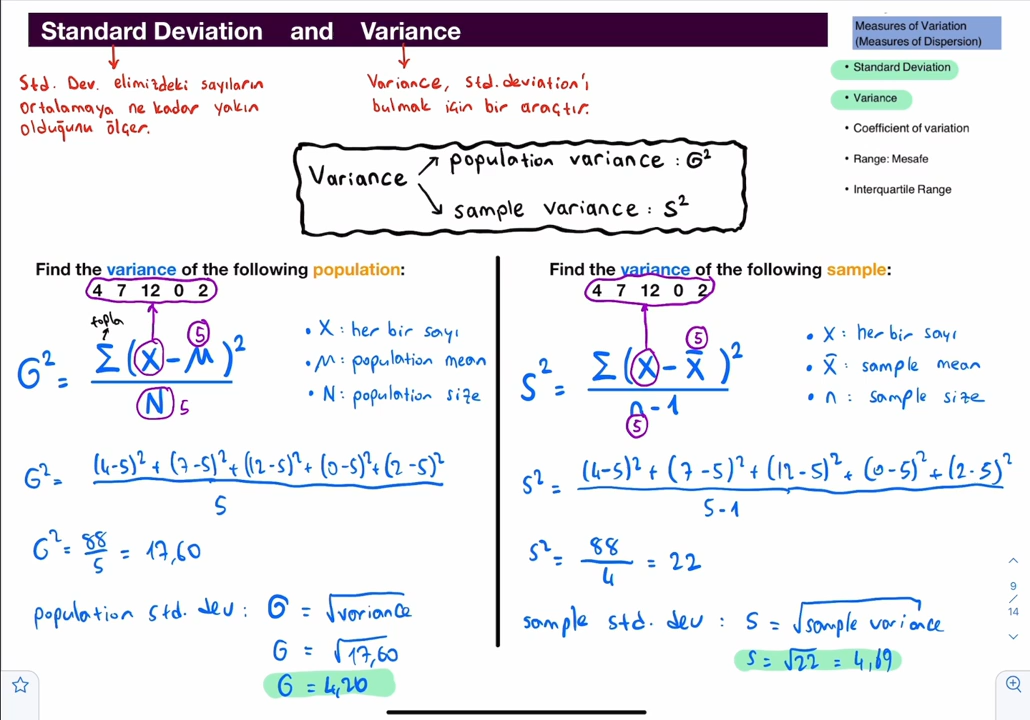 Standard Deviation and Variance
Measures of Variation
(Measures of Dispersion)
• Standard Deviation
• Variance
• Coefficient of variation
• Range: Mesafe
• Interquartile Range
Std. Dev. elimizdeki sayıların
ortalamaya ne kadar yakın
olduğunu ölçer.
Variance, std.deviation'ı
bulmak için bir araçtır.
Variance
population variance : σ²
sample variance : s²
Find the variance of the following population:
4 7 12 0 2
topla
σ² = Σ(X-μ)² / N
5
5
• X : her bir sayı
• μ : population mean
• N : population size
σ² = (4-5)² + (7-5)² + (12-5)² + (0-5)² + (2-5)² / 5
σ² = 88/5 = 17,60
population std. dev : σ = √variance
σ = √17,60
σ = 4,20
Find the variance of the following sample:
4 7 12 0 2
s² = Σ(X-x̄)² / n-1
5
5
• X : her bir sayı
• x̄ : sample mean
• n : sample size
s² = (4-5)² + (7-5)² + (12-5)² + (0-5)² + (2-5)² / 5-1
s² = 88/4 = 22
sample std. dev : s = √sample variance
s = √22 = 4,69
9
/
14